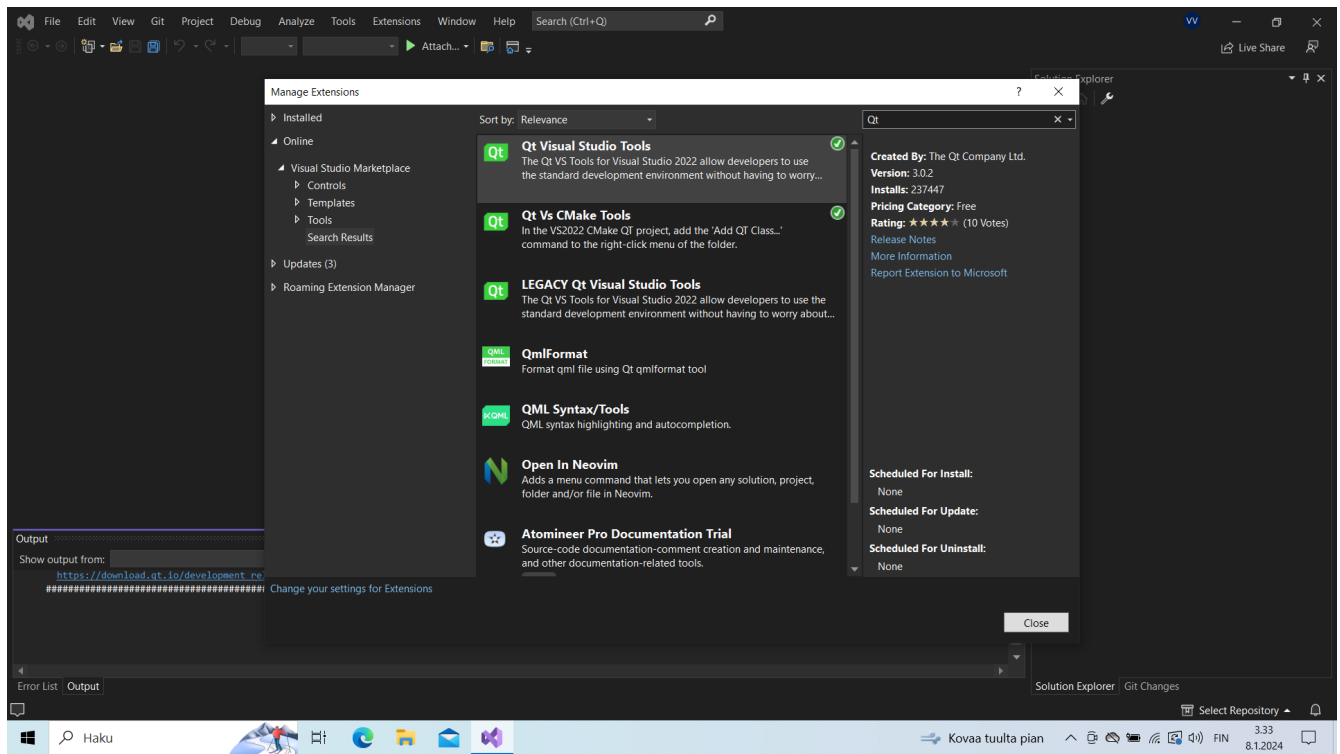 File Edit View Git Project Debug Analyze Tools Extensions Window Help Search (Ctrl+Q) VV
Attach... Live Share
Solution Explorer
Manage Extensions ?
Installed
Online
Visual Studio Marketplace
Controls
Templates
Tools
Search Results
Updates (3)
Roaming Extension Manager
Sort by: Relevance
Qt
Qt Visual Studio Tools
The Qt VS Tools for Visual Studio 2022 allow developers to use
the standard development environment without having to worry...
Qt
Qt Vs CMake Tools
In the VS2022 CMake QT project, add the 'Add QT Class...'
command to the right-click menu of the folder.
Qt
LEGACY Qt Visual Studio Tools
The Qt VS Tools for Visual Studio 2022 allow developers to use the
standard development environment without having to worry about...
QML
FORMAT
QmlFormat
Format qml file using Qt qmlformat tool
QML
QML Syntax/Tools
QML syntax highlighting and autocompletion.
Open In Neovim
Adds a menu command that lets you open any solution, project,
folder and/or file in Neovim.
Atomineer Pro Documentation Trial
Source-code documentation-comment creation and maintenance,
and other documentation-related tools.
Qt
Created By: The Qt Company Ltd.
Version: 3.0.2
Installs: 237447
Pricing Category: Free
Rating: (10 Votes)
Release Notes
More Information
Report Extension to Microsoft
Scheduled For Install:
None
Scheduled For Update:
None
Scheduled For Uninstall:
None
Change your settings for Extensions
Close
Output
Show output from:
https://download.qt.io/development_re
#######################################
Error List Output
Solution Explorer Git Changes
Select Repository
Haku
Kovaa tuulta pian
FIN
3.33
8.1.2024